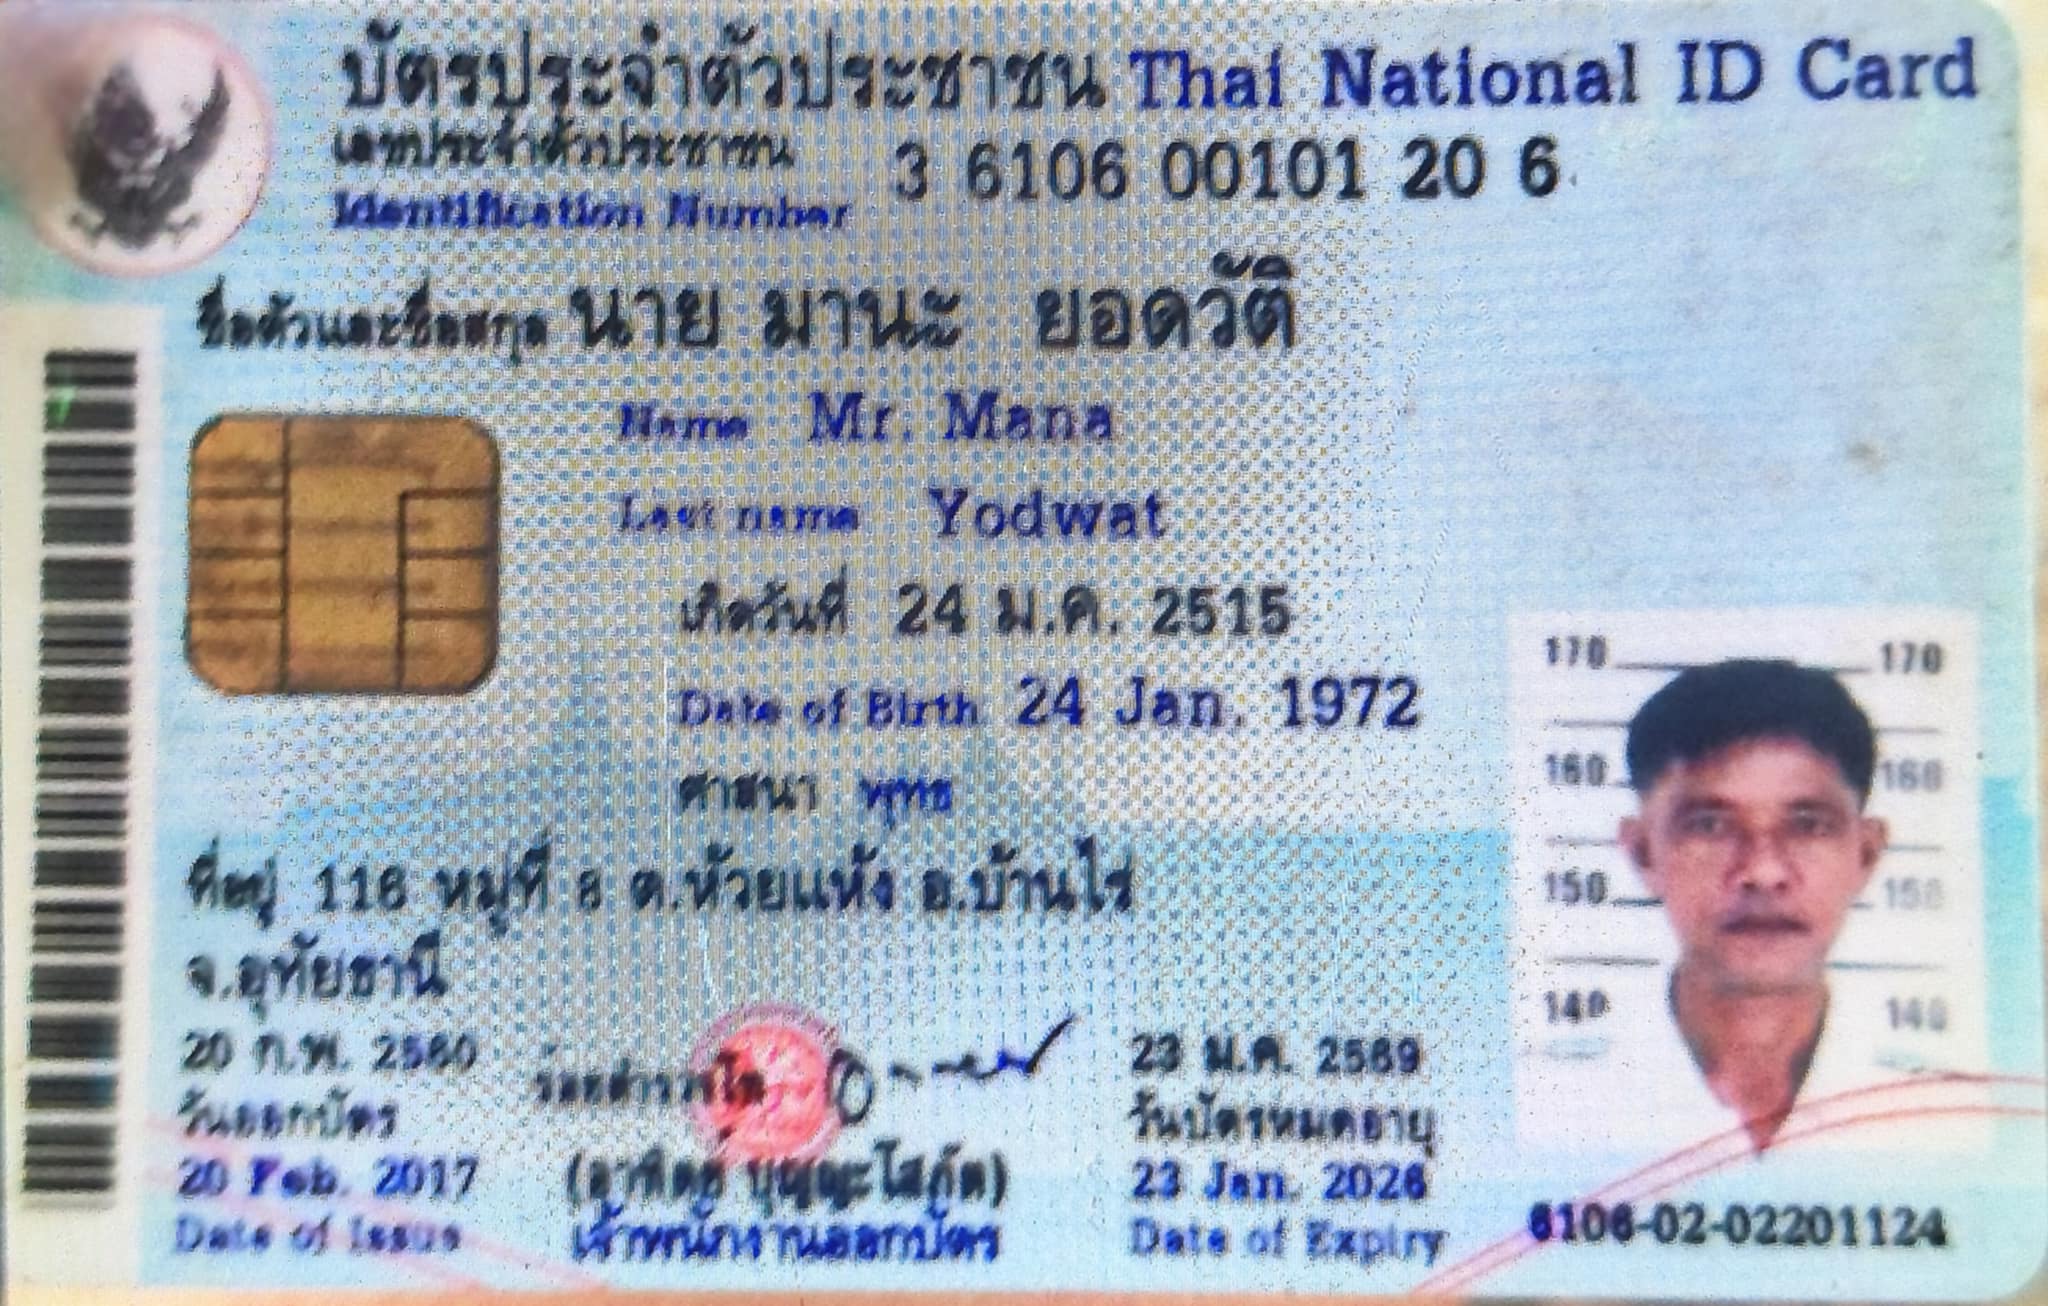 บัตรประจำตัวประชาชน Thai National ID Card
เลขประจำตัวประชาชน 3 6106 00101 20 6
Identification Number
ชื่อตัวและชื่อสกุล นาย มานะ ยอดวัติ
Name Mr. Mana
Last name Yodwat
เกิดวันที่ 24 ม.ค. 2515
Date of Birth 24 Jan. 1972
ศาสนา พุทธ
ที่อยู่ 116 หมู่ที่ 8 ต.ห้วยแห้ง อ.บ้านไร่
จ.อุทัยธานี
20 ก.พ. 2560
วันออกบัตร
20 Feb. 2017
Date of Issue
ร้อยตำรวจโท
บุญญะโสภัต)
เจ้าพนักงานออกบัตร
23 ม.ค. 2569
วันบัตรหมดอายุ
23 Jan. 2026
Date of Expiry
170 170
160 160
150 150
140 140
6106-02-02201124